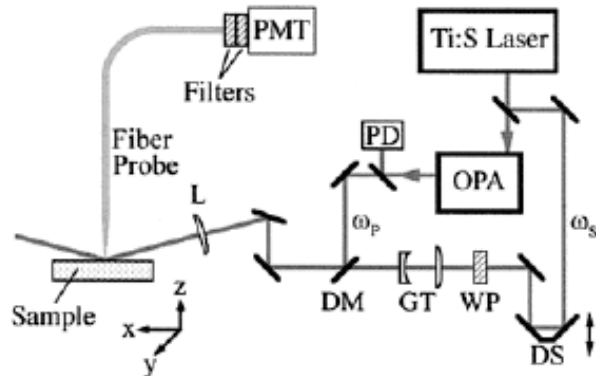 PMT
Ti:S Laser
Filters
Fiber
Probe
PD
OPA
L
ω_P
ω_S
DM
GT
WP
DS
Sample
z
x
y